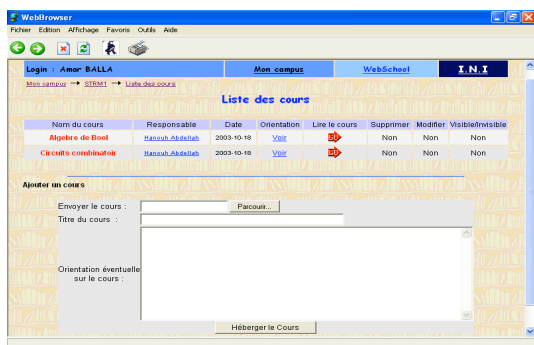 WebBrowser
Fichier Edition Affichage Favoris Outils Aide
Login : Amar BALLA Mon campus WebSchool I.N.I
Mon campus → STRM1 → Liste des cours
Liste des cours
Nom du cours Responsable Date Orientation Lire le cours Supprimer Modifier Visible/Invisible
Algebre de Bool Hanouh Abdellah 2003-10-18 Voir Non Non Non
Circuits combinatoir Hanouh Abdellah 2003-10-18 Voir Non Non Non
Ajouter un cours
Envoyer le cours : Parcourir...
Titre du cours :
Orientation éventuelle
sur le cours :
Héberger le Cours